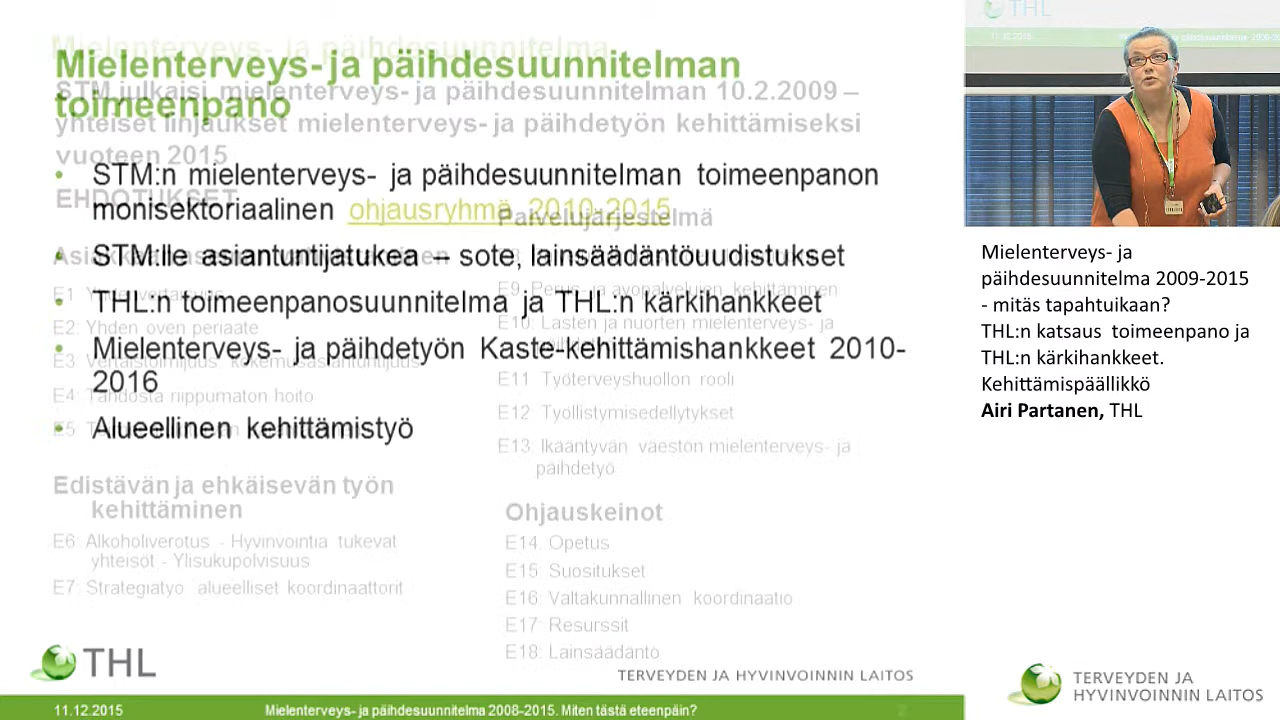 Mielenterveys- ja päihdesuunnitelman
toimeenpano
• STM:n mielenterveys- ja päihdesuunnitelman toimeenpanon
monisektoriaalinen ohjausryhmä 2010-2015
• STM:lle asiantuntijatukea – sote, lainsäädäntöuudistukset
• THL:n toimeenpanosuunnitelma ja THL:n kärkihankkeet
• Mielenterveys- ja päihdetyön Kaste-kehittämishankkeet 2010-
2016
• Alueellinen kehittämistyö
Mielenterveys- ja päihdesuunnitelma
STM julkaisi mielenterveys- ja päihdesuunnitelman 10.2.2009 –
yhteiset linjaukset mielenterveys- ja päihdetyön kehittämiseksi
vuoteen 2015
EHDOTUKSET
E2: Yhden oven periaate
E3: Vertaistoimijuus kokemusasiantuntijuus
E4: Tahdosta riippumaton hoito
E5
Edistävän ja ehkäisevän työn
kehittäminen
E6: Alkoholiverotus - Hyvinvointia tukevat
yhteisöt - Ylisukupolvisuus
E7: Strategiatyö alueelliset koordinaattorit
Palvelujärjestelmä
E9: Perus- ja avopalvelujen kehittäminen
E10: Lasten ja nuorten mielenterveys- ja
E11 Työterveyshuollon rooli
E12 Työllistymisedellytykset
E13: Ikääntyvän väestön mielenterveys- ja
päihdetyö
Ohjauskeinot
E14: Opetus
E15 Suositukset
E16: Valtakunnallinen koordinaatio
E17: Resurssit
E18: Lainsäädäntö
THL
TERVEYDEN JA HYVINVOINNIN LAITOS
11.12.2015
Mielenterveys- ja päihdesuunnitelma 2008-2015. Miten tästä eteenpäin?
2
THL
Mielenterveys- ja
päihdesuunnitelma 2009-2015
- mitäs tapahtuikaan?
THL:n katsaus toimeenpano ja
THL:n kärkihankkeet.
Kehittämispäällikkö
Airi Partanen, THL
TERVEYDEN JA
HYVINVOINNIN LAITOS